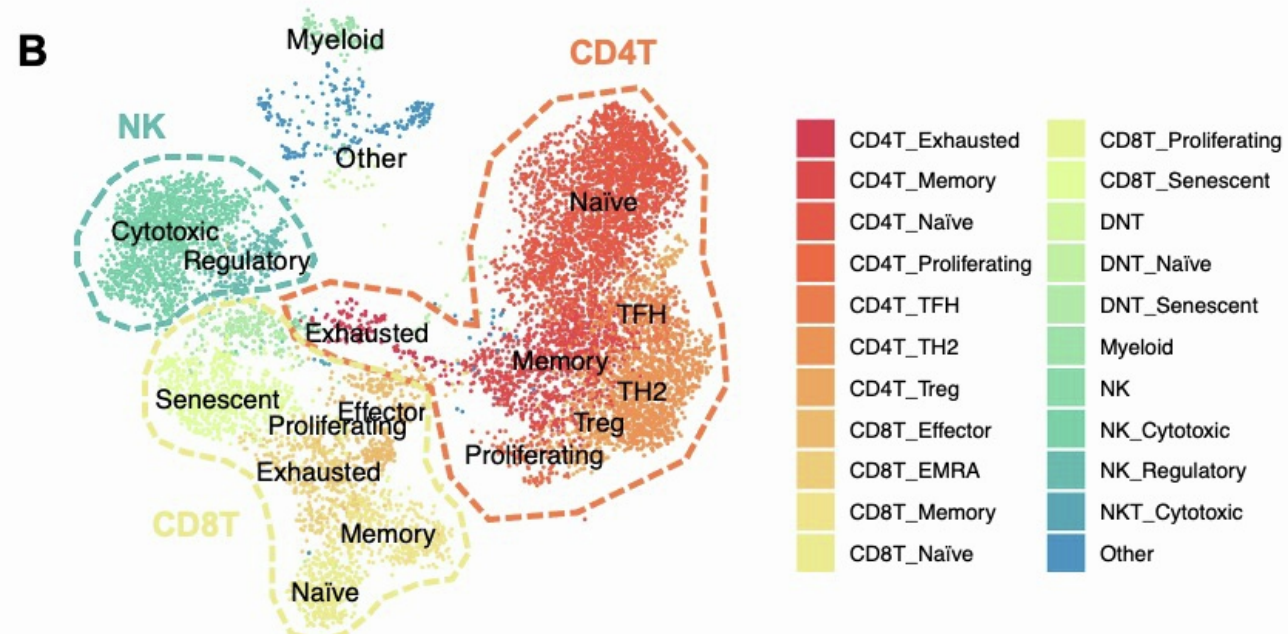 B
Myeloid
CD4T
NK
Other
Naïve
Cytotoxic
Regulatory
TFH
Exhausted
Memory
TH2
Senescent
Effector
Proliferating
Treg
Proliferating
Exhausted
CD8T
Memory
Naïve
CD4T_Exhausted
CD4T_Memory
CD4T_Naïve
CD4T_Proliferating
CD4T_TFH
CD4T_TH2
CD4T_Treg
CD8T_Effector
CD8T_EMRA
CD8T_Memory
CD8T_Naïve
CD8T_Proliferating
CD8T_Senescent
DNT
DNT_Naïve
DNT_Senescent
Myeloid
NK
NK_Cytotoxic
NK_Regulatory
NKT_Cytotoxic
Other